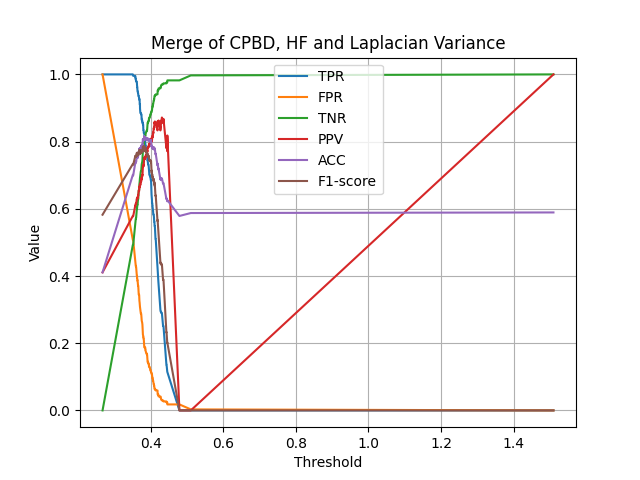 Merge of CPBD, HF and Laplacian Variance
TPR
FPR
TNR
PPV
ACC
F1-score
1.0
0.8
0.6
0.4
0.2
0.0
Value
0.4
0.6
0.8
1.0
1.2
1.4
Threshold